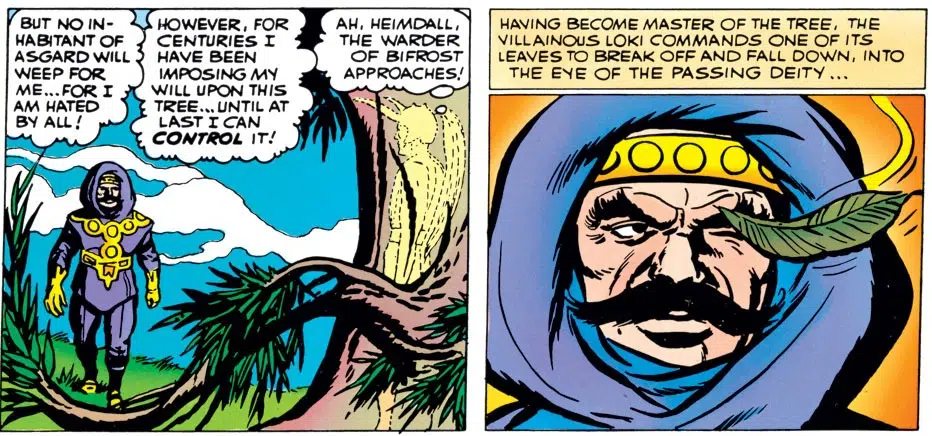 BUT NO IN-
HABITANT OF
ASGARD WILL
WEEP FOR
ME...FOR I
AM HATED
BY ALL!
HOWEVER, FOR
CENTURIES I
HAVE BEEN
IMPOSING MY
WILL UPON THIS
TREE...UNTIL AT
LAST I CAN
CONTROL IT!
AH, HEIMDALL,
THE WARDER
OF BIFROST
APPROACHES!
HAVING BECOME MASTER OF THE TREE, THE
VILLAINOUS LOKI COMMANDS ONE OF ITS
LEAVES TO BREAK OFF AND FALL DOWN, INTO
THE EYE OF THE PASSING DEITY...